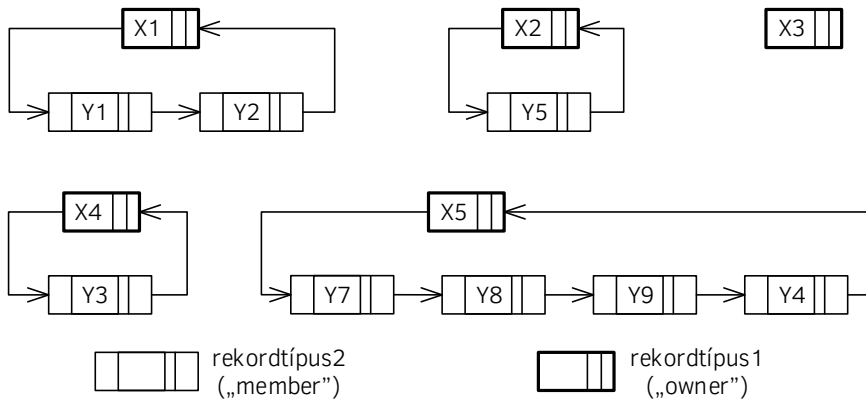 X1
X2
X3
Y1
Y2
Y5
X4
X5
Y3
Y7
Y8
Y9
Y4
rekordtípus2
(„member”)
rekordtípus1
(„owner”)